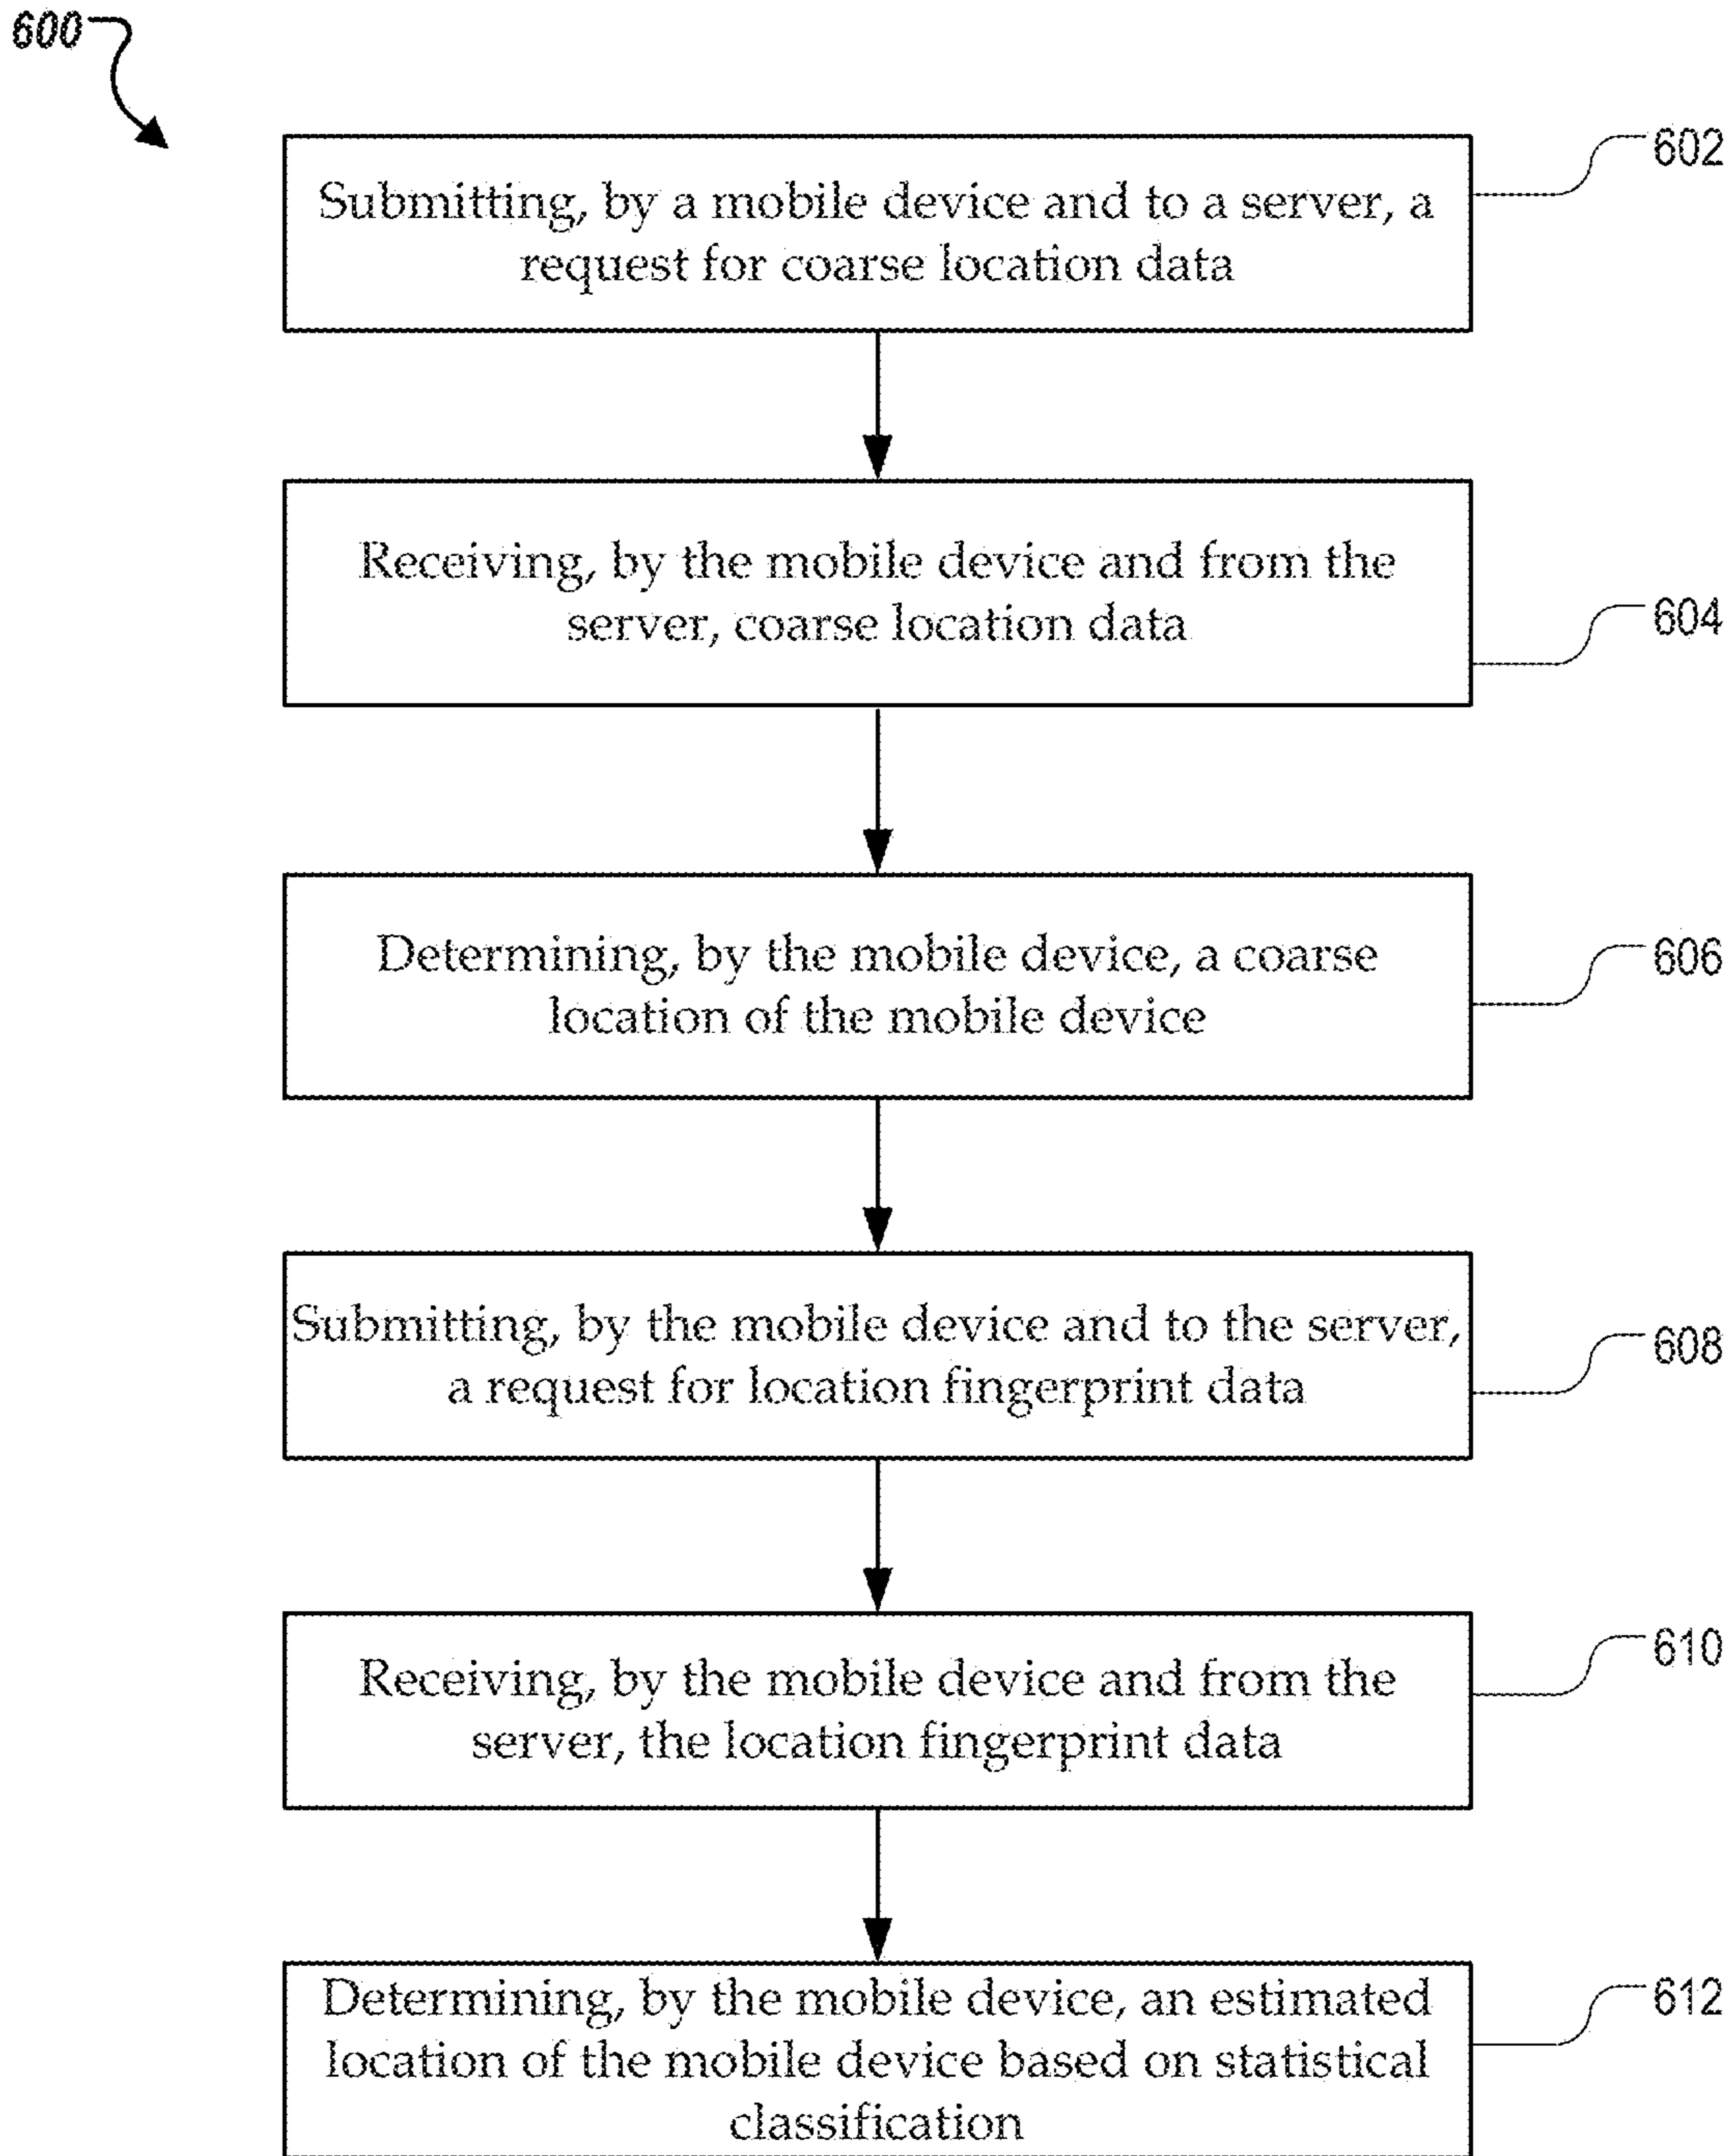 600
Submitting, by a mobile device and to a server, a
request for coarse location data
602
Receiving, by the mobile device and from the
server, coarse location data
604
Determining, by the mobile device, a coarse
location of the mobile device
606
Submitting, by the mobile device and to the server,
a request for location fingerprint data
608
Receiving, by the mobile device and from the
server, the location fingerprint data
610
Determining, by the mobile device, an estimated
location of the mobile device based on statistical
classification
612